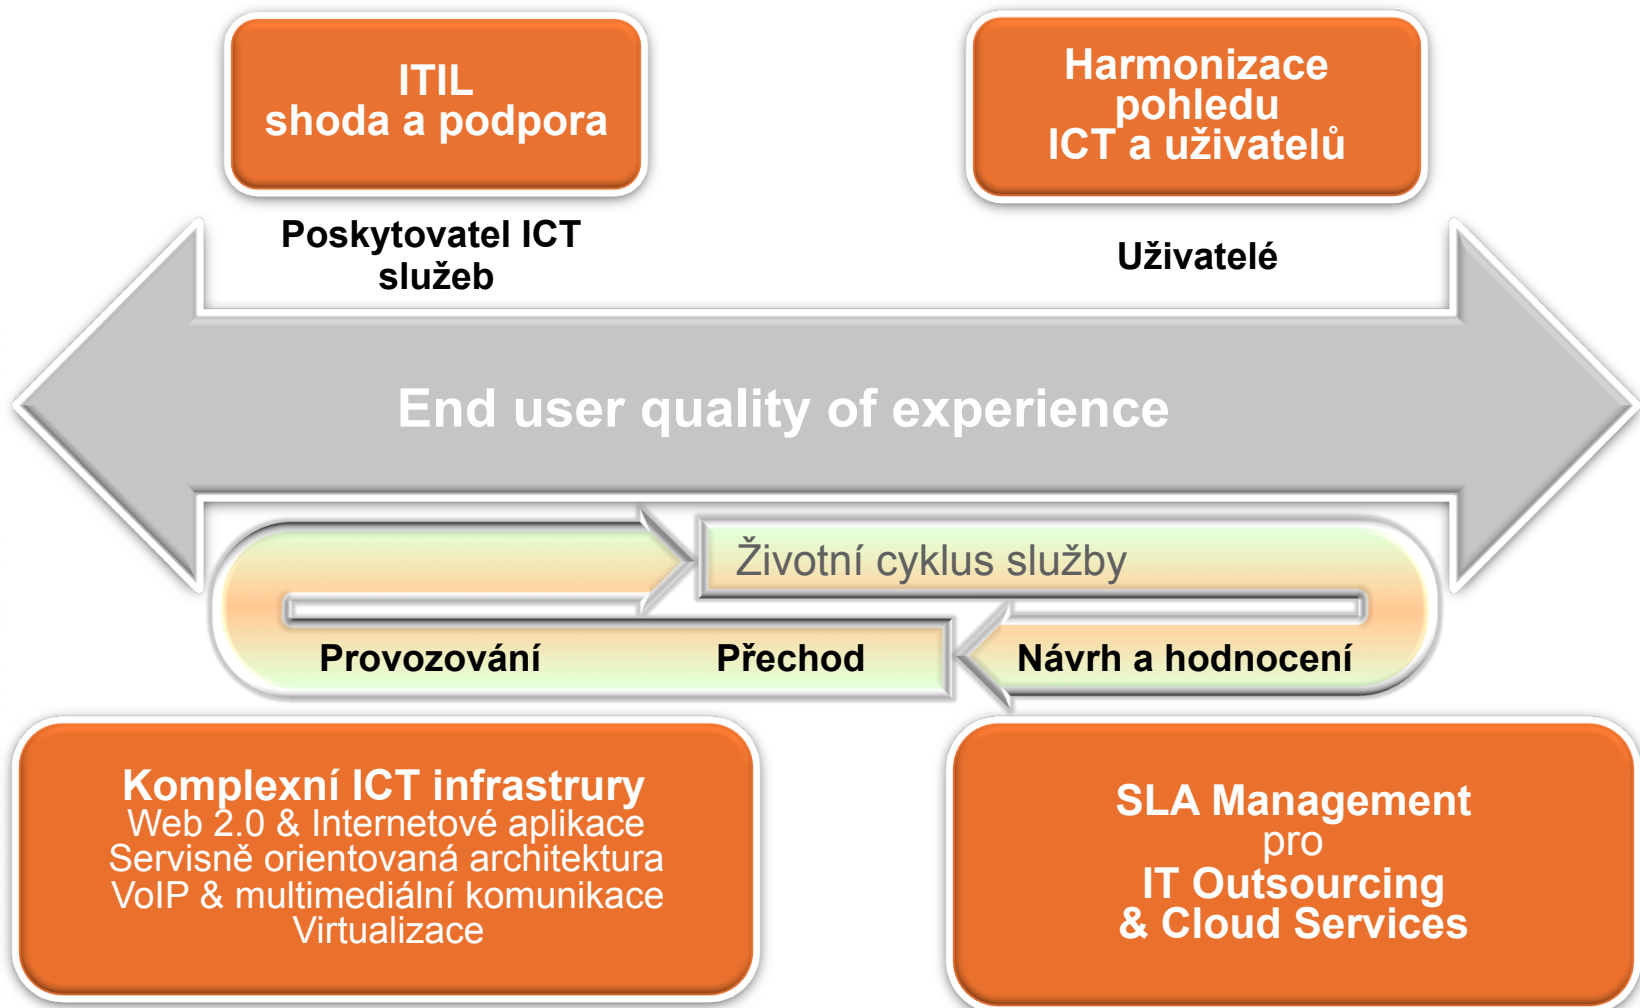 ITIL
shoda a podpora
Harmonizace
pohledu
ICT a uživatelů
Poskytovatel ICT
služeb
Uživatelé
End user quality of experience
Životní cyklus služby
Provozování
Přechod
Návrh a hodnocení
Komplexní ICT infrastrury
Web 2.0 & Internetové aplikace
Servisně orientovaná architektura
VoIP & multimediální komunikace
Virtualizace
SLA Management
pro
IT Outsourcing
& Cloud Services